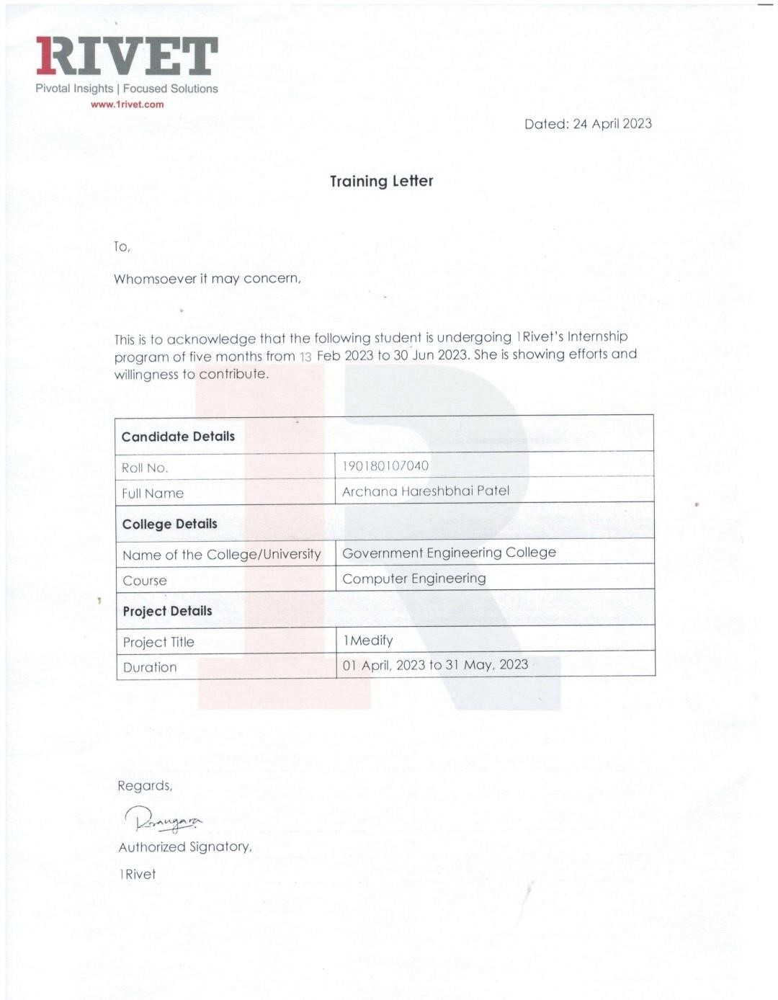 1RIVET
Pivotal Insights | Focused Solutions
www.1rivet.com
Dated: 24 April 2023
Training Letter
To,
Whomsoever it may concern,
This is to acknowledge that the following student is undergoing 1Rivet's Internship
program of five months from 13 Feb 2023 to 30 Jun 2023. She is showing efforts and
willingness to contribute.
Candidate Details
Roll No. 190180107040
Full Name Archana Hareshbhai Patel
College Details
Name of the College/University Government Engineering College
Course Computer Engineering
Project Details
Project Title 1Medify
Duration 01 April, 2023 to 31 May, 2023
Regards,
Authorized Signatory,
1Rivet